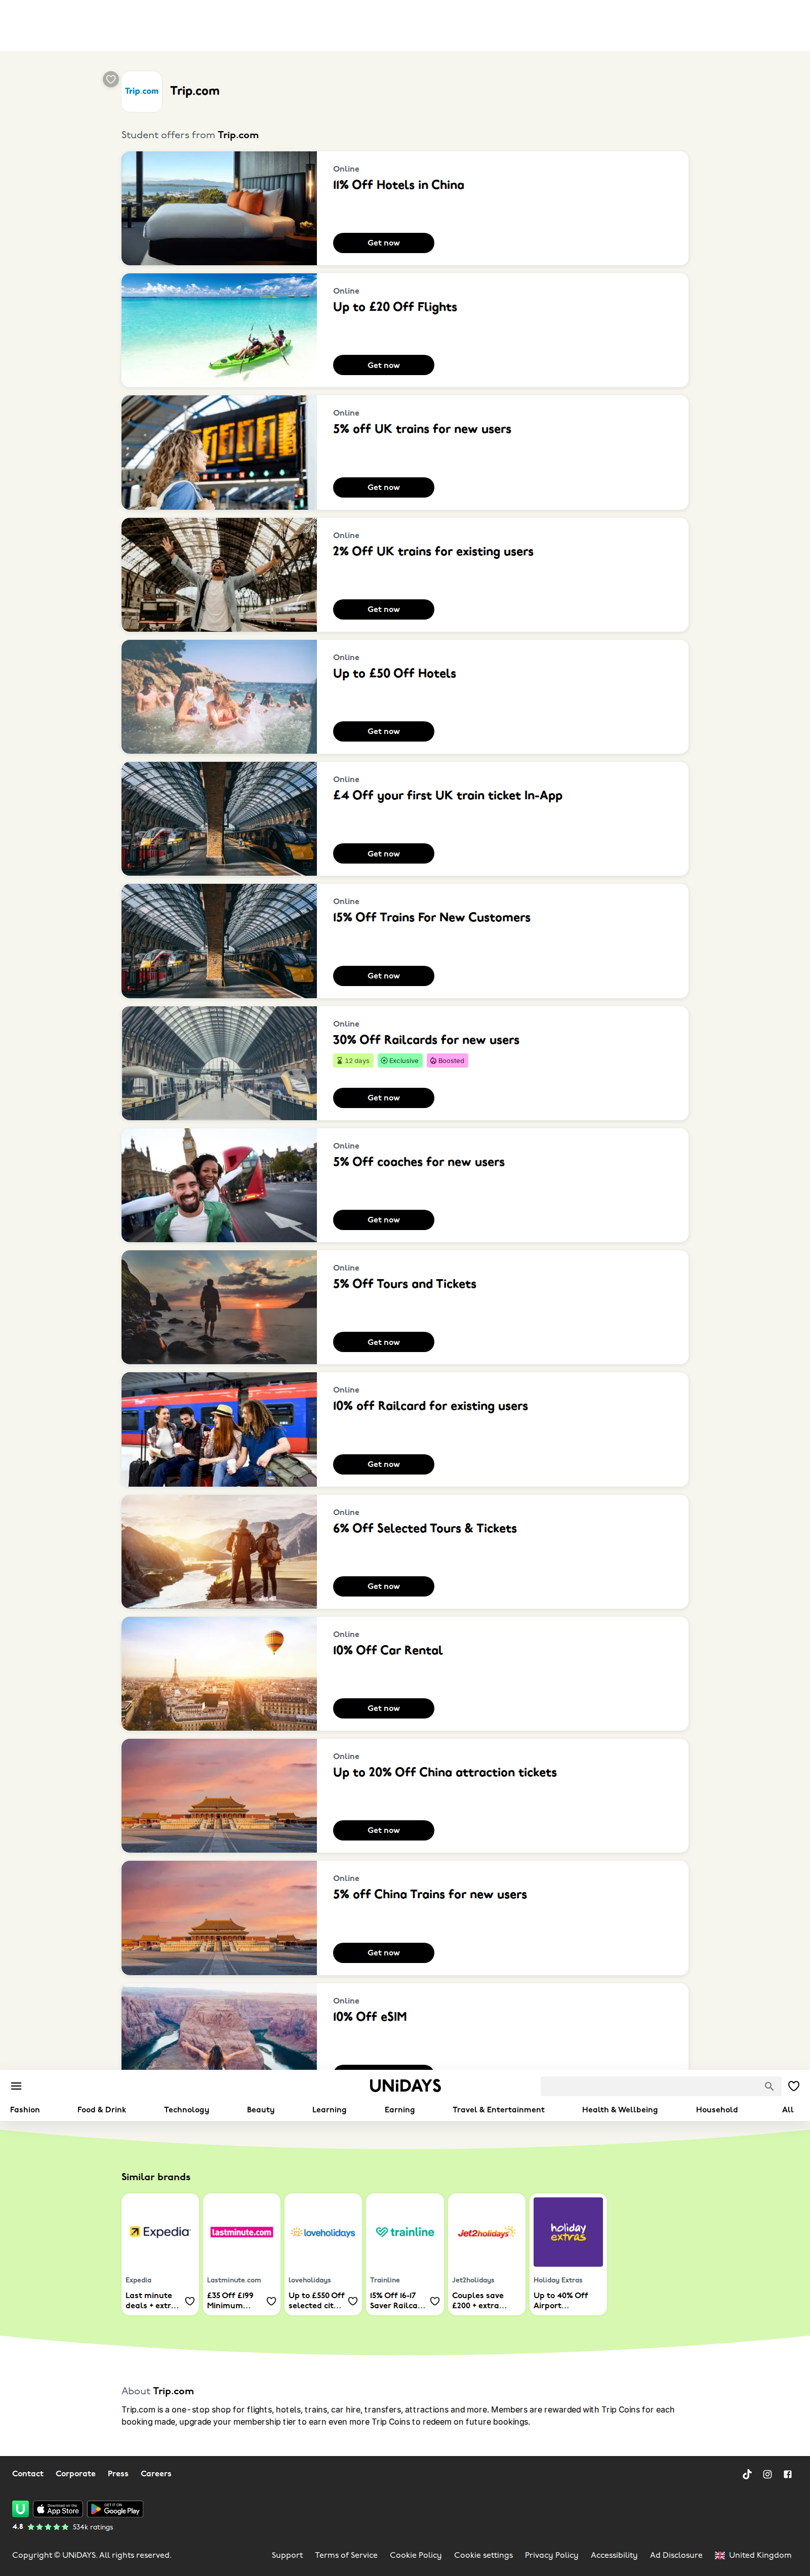 Trip.com
Trip.com
Student offers from Trip.com
Online
11% Off Hotels in China
Get now
Online
Up to £20 Off Flights
Get now
Online
5% off UK trains for new users
Get now
Online
2% Off UK trains for existing users
Get now
Online
Up to £50 Off Hotels
Get now
Online
£4 Off your first UK train ticket In-App
Get now
Online
15% Off Trains For New Customers
Get now
Online
30% Off Railcards for new users
12 days Exclusive Boosted
Get now
Online
5% Off coaches for new users
Get now
Online
5% Off Tours and Tickets
Get now
Online
10% off Railcard for existing users
Get now
Online
6% Off Selected Tours & Tickets
Get now
Online
10% Off Car Rental
Get now
Online
Up to 20% Off China attraction tickets
Get now
Online
5% off China Trains for new users
Get now
Online
10% Off eSIM
UNiDAYS
Fashion Food & Drink Technology Beauty Learning Earning Travel & Entertainment Health & Wellbeing Household All
Similar brands
Expedia
Expedia
Last minute
deals + extr...
lastminute.com
Lastminute.com
£35 Off £199
Minimum...
loveholidays
loveholidays
Up to £550 Off
selected cit...
trainline
Trainline
15% Off 16-17
Saver Railca...
Jet2holidays
Jet2holidays
Couples save
£200 + extra...
holiday
extras
Holiday Extras
Up to 40% Off
Airport...
About Trip.com
Trip.com is a one-stop shop for flights, hotels, trains, car hire, transfers, attractions and more. Members are rewarded with Trip Coins for each
booking made, upgrade your membership tier to earn even more Trip Coins to redeem on future bookings.
Contact Corporate Press Careers
U
Download on the
App Store
GET IT ON
Google Play
4.8 534k ratings
Copyright © UNiDAYS. All rights reserved.
Support Terms of Service Cookie Policy Cookie settings Privacy Policy Accessibility Ad Disclosure United Kingdom